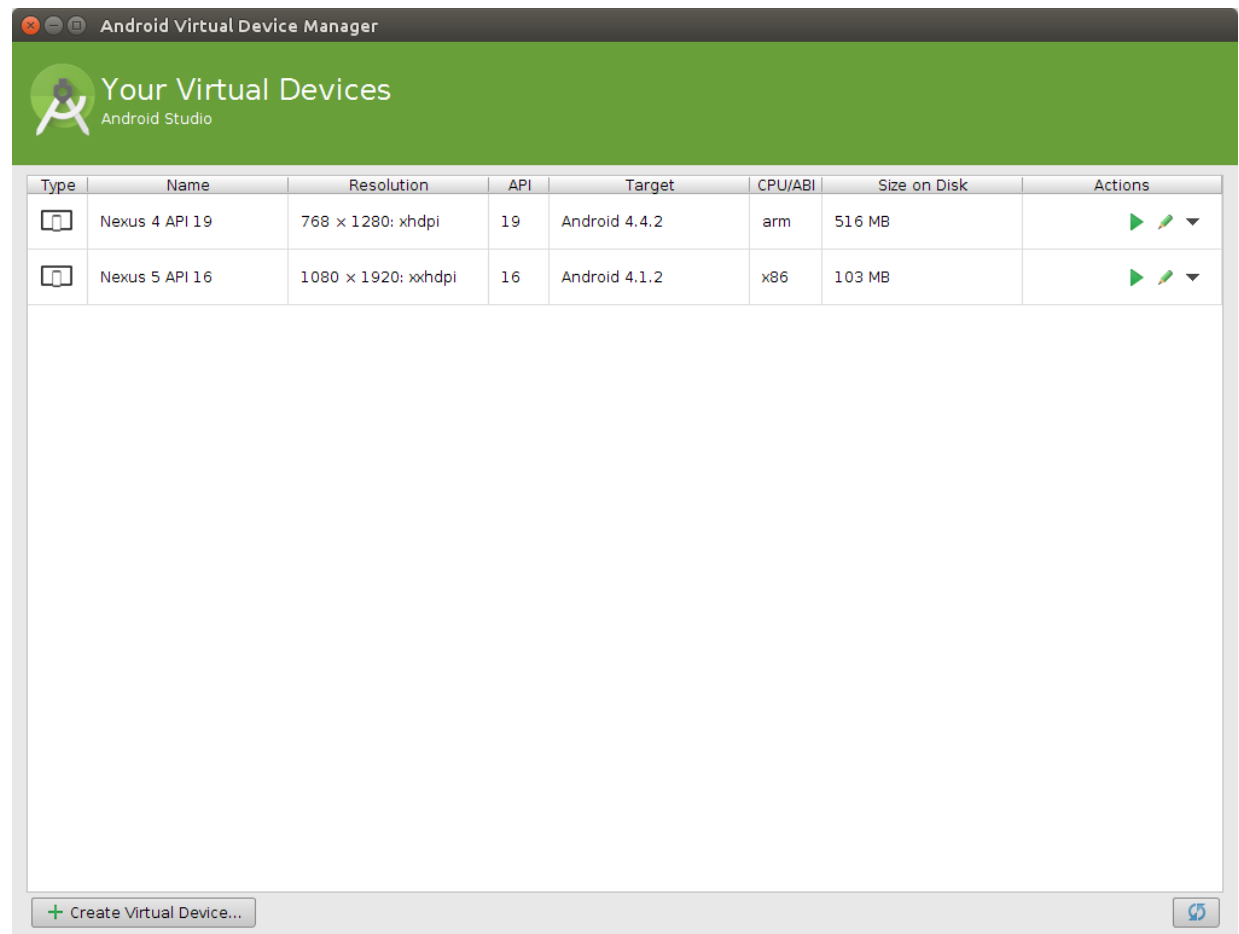 Android Virtual Device Manager
Your Virtual Devices
Android Studio
Type Name Resolution API Target CPU/ABI Size on Disk Actions
Nexus 4 API 19 768 × 1280: xhdpi 19 Android 4.4.2 arm 516 MB
Nexus 5 API 16 1080 × 1920: xxhdpi 16 Android 4.1.2 x86 103 MB
Create Virtual Device...